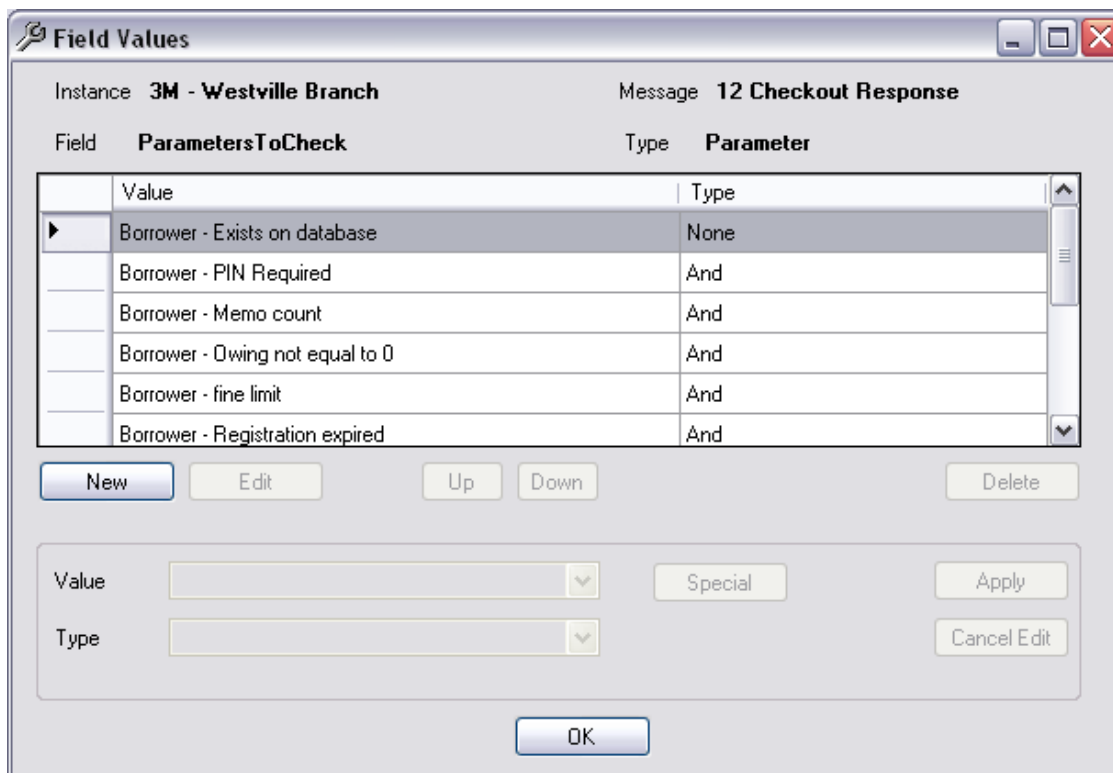 Field Values
Instance 3M - Westville Branch Message 12 Checkout Response
Field ParametersToCheck Type Parameter
Value Type
Borrower - Exists on database None
Borrower - PIN Required And
Borrower - Memo count And
Borrower - Owing not equal to 0 And
Borrower - fine limit And
Borrower - Registration expired And
New Edit Up Down Delete
Value Special Apply
Type Cancel Edit
OK